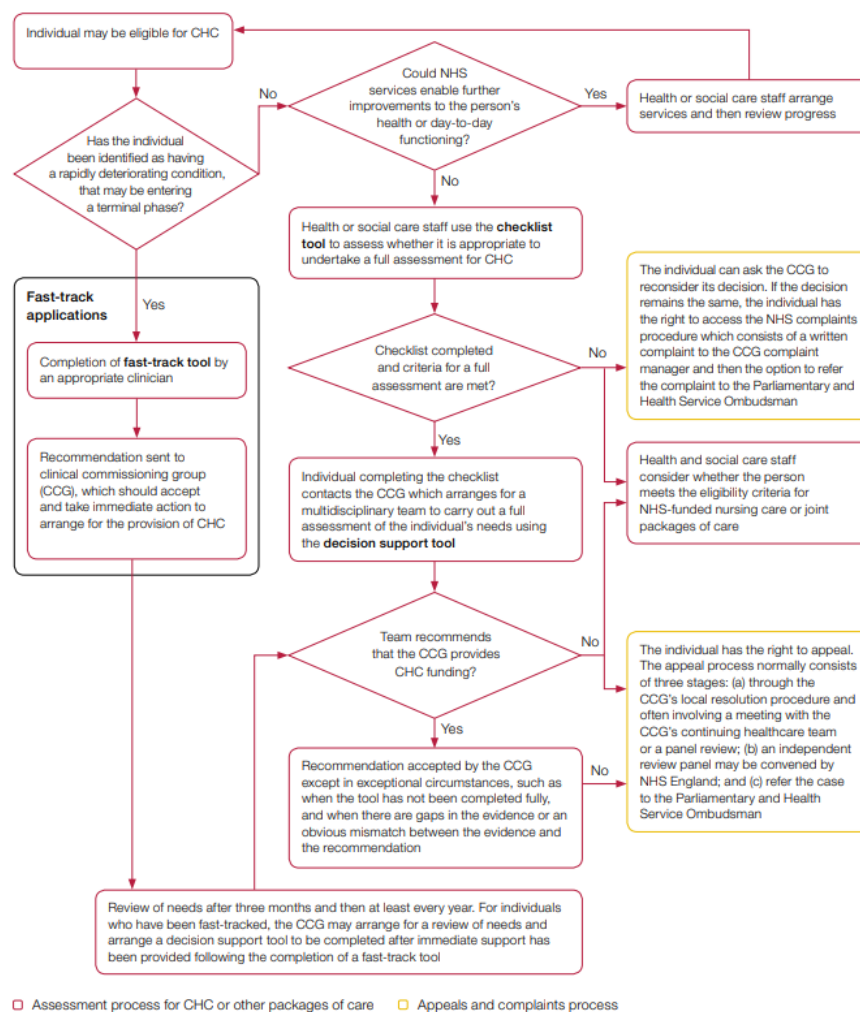 Individual may be eligible for CHC
Has the individual
been identified as having
a rapidly deteriorating condition,
that may be entering
a terminal phase?
No
Could NHS
services enable further
improvements to the person's
health or day-to-day
functioning?
Yes
Health or social care staff arrange
services and then review progress
No
Health or social care staff use the checklist
tool to assess whether it is appropriate to
undertake a full assessment for CHC
Yes
Fast-track
applications
Completion of fast-track tool by
an appropriate clinician
Recommendation sent to
clinical commissioning group
(CCG), which should accept
and take immediate action to
arrange for the provision of CHC
Checklist completed
and criteria for a full
assessment are met?
No
The individual can ask the CCG to
reconsider its decision. If the decision
remains the same, the individual has
the right to access the NHS complaints
procedure which consists of a written
complaint to the CCG complaint
manager and then the option to refer
the complaint to the Parliamentary and
Health Service Ombudsman
Yes
Individual completing the checklist
contacts the CCG which arranges for a
multidisciplinary team to carry out a full
assessment of the individual's needs using
the decision support tool
Health and social care staff
consider whether the person
meets the eligibility criteria for
NHS-funded nursing care or joint
packages of care
Team recommends
that the CCG provides
CHC funding?
No
The individual has the right to appeal.
The appeal process normally consists
of three stages: (a) through the
CCG's local resolution procedure and
often involving a meeting with the
CCG's continuing healthcare team
or a panel review; (b) an independent
review panel may be convened by
NHS England; and (c) refer the case
to the Parliamentary and Health
Service Ombudsman
Yes
Recommendation accepted by the CCG
except in exceptional circumstances, such as
when the tool has not been completed fully,
and when there are gaps in the evidence or an
obvious mismatch between the evidence and
the recommendation
No
Review of needs after three months and then at least every year. For individuals
who have been fast-tracked, the CCG may arrange for a review of needs and
arrange a decision support tool to be completed after immediate support has
been provided following the completion of a fast-track tool
Assessment process for CHC or other packages of care
Appeals and complaints process